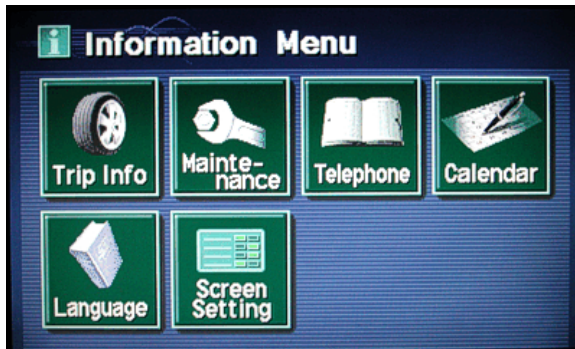 i Information Menu
Trip Info
Mainte-
nance
Telephone
Calendar
Language
Screen
Setting